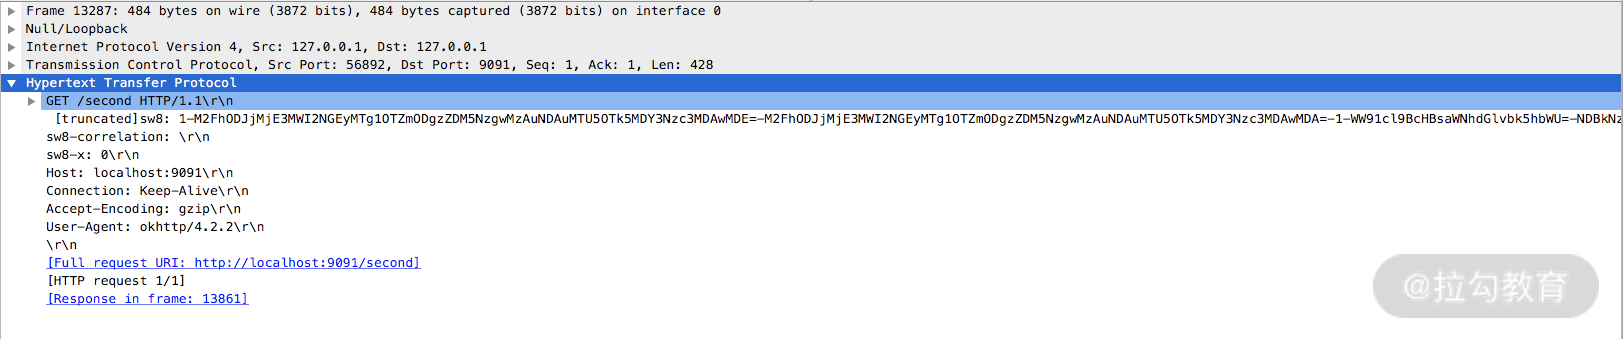 Frame 13287: 484 bytes on wire (3872 bits), 484 bytes captured (3872 bits) on interface 0
Null/Loopback
Internet Protocol Version 4, Src: 127.0.0.1, Dst: 127.0.0.1
Transmission Control Protocol, Src Port: 56892, Dst Port: 9091, Seq: 1, Ack: 1, Len: 428
Hypertext Transfer Protocol
GET /second HTTP/1.1\r\n
[truncated]sw8: 1-M2FhODJjMjE3MWI2NGEyMTg1OTZmODgzZDM5NzgwMzAuNDAuMTU5OTk5MDY3Nzc3MDAwMDE=-M2FhODJjMjE3MWI2NGEyMTg1OTZmODgzZDM5NzgwMzAuNDAuMTU5OTk5MDY3Nzc3MDAwMDA=-1-WW91cl9BcHBsaWNhdGlvbk5hbWU=-NDBkNz
sw8-correlation: \r\n
sw8-x: 0\r\n
Host: localhost:9091\r\n
Connection: Keep-Alive\r\n
Accept-Encoding: gzip\r\n
User-Agent: okhttp/4.2.2\r\n
\r\n
[Full request URI: http://localhost:9091/second]
[HTTP request 1/1]
[Response in frame: 13861]
@拉勾教育